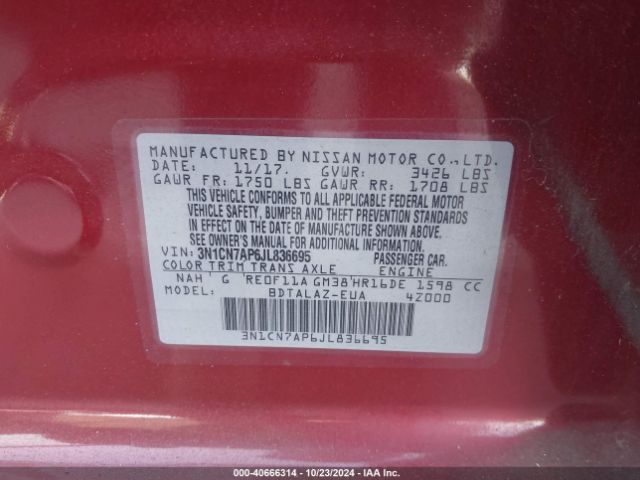 MANUFACTURED BY NISSAN MOTOR CO.,LTD.
DATE: 11/17. GVWR: 3426 LBS
GAWR FR: 1750 LBS GAWR RR: 1708 LBS
THIS VEHICLE CONFORMS TO ALL APPLICABLE FEDERAL MOTOR
VEHICLE SAFETY, BUMPER AND THEFT PREVENTION STANDARDS
IN EFFECT ON THE DATE OF MANUFACTURE SHOWN ABOVE.
SEE OWNER'S MANUAL FOR ADDITIONAL INFORMATION.
VIN: 3N1CN7AP6JL836695 PASSENGER CAR.
COLOR TRIM TRANS AXLE ENGINE
NAH G RE0F11A GM38 HR16DE 1598 CC
MODEL: BDTALAZ-EUA 4Z000
3N1CN7AP6JL836695
000-40666314 | 10/23/2024 | IAA Inc.